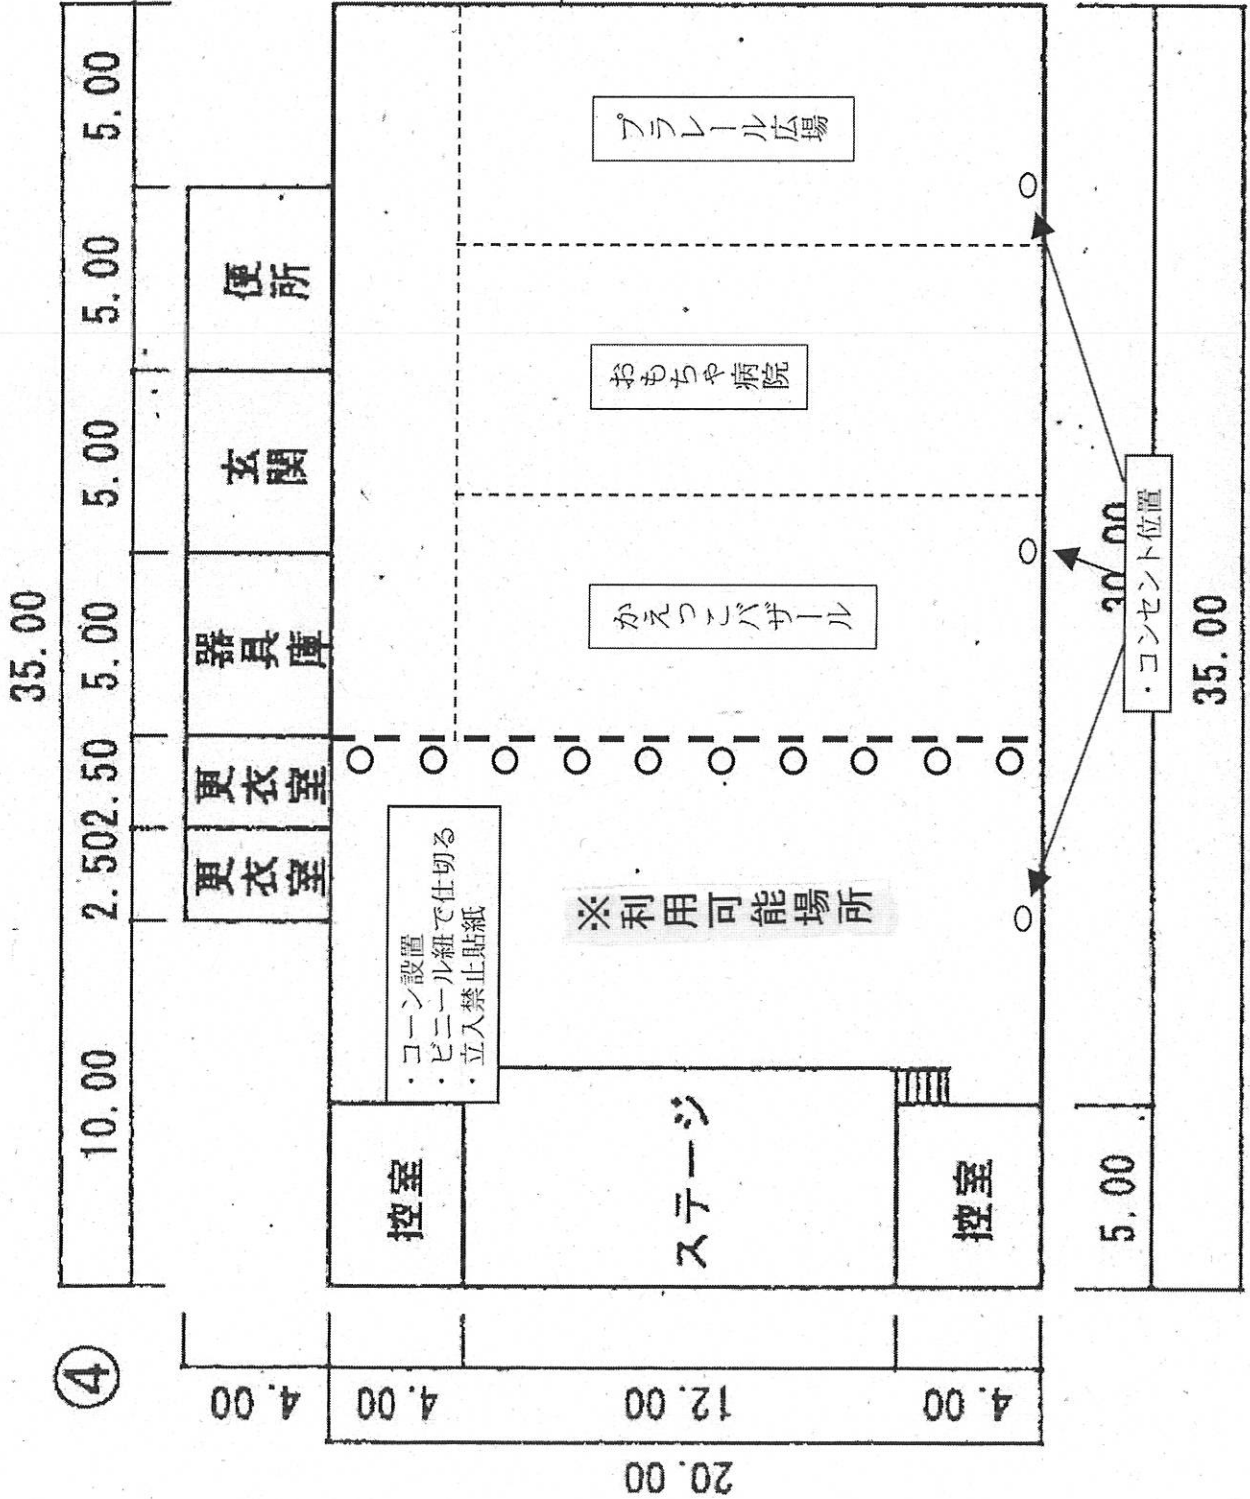 ④
35.00
10.00
2.50
2.50
5.00
5.00
5.00
5.00
更衣室
更衣室
器具庫
玄関
便所
4.00
4.00
12.00
4.00
20.00
控室
ステージ
控室
・コーン設置
・ビニール紐で仕切る
・立入禁止貼紙
※利用可能場所
かえっこバザール
おもちゃ病院
プラレール広場
・コンセント位置
5,00
30.00
35.00